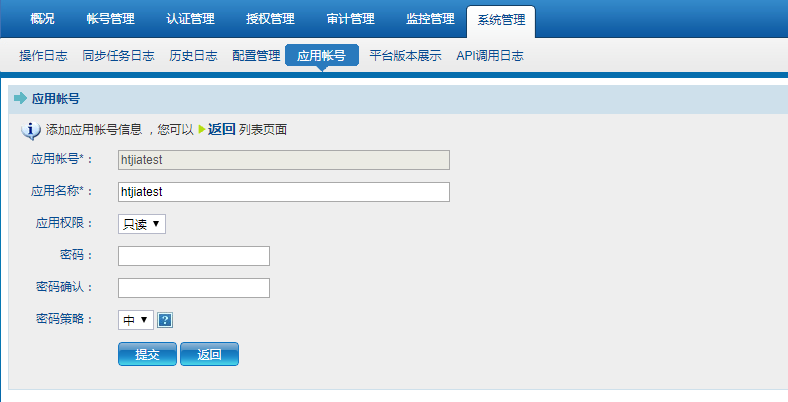 概况 帐号管理 认证管理 授权管理 审计管理 监控管理 系统管理
操作日志 同步任务日志 历史日志 配置管理 应用帐号 平台版本展示 API调用日志
应用帐号
添加应用帐号信息 ，您可以 返回 列表页面
应用帐号*： htjiatest
应用名称*： htjiatest
应用权限： 只读
密码：
密码确认：
密码策略： 中 ?
提交 返回